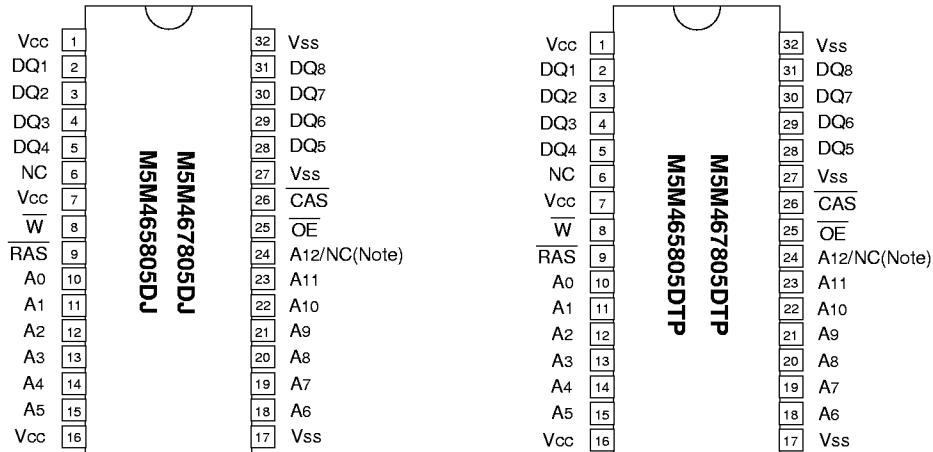 Vcc 1 32 Vss
DQ1 2 31 DQ8
DQ2 3 30 DQ7
DQ3 4 29 DQ6
DQ4 5 28 DQ5
NC 6 27 Vss
Vcc 7 26 C̅A̅S̅
W̅ 8 25 O̅E̅
R̅A̅S̅ 9 24 A12/NC(Note)
A0 10 23 A11
A1 11 22 A10
A2 12 21 A9
A3 13 20 A8
A4 14 19 A7
A5 15 18 A6
Vcc 16 17 Vss
M5M467805DJ
M5M465805DJ
Vcc 1 32 Vss
DQ1 2 31 DQ8
DQ2 3 30 DQ7
DQ3 4 29 DQ6
DQ4 5 28 DQ5
NC 6 27 Vss
Vcc 7 26 C̅A̅S̅
W̅ 8 25 O̅E̅
R̅A̅S̅ 9 24 A12/NC(Note)
A0 10 23 A11
A1 11 22 A10
A2 12 21 A9
A3 13 20 A8
A4 14 19 A7
A5 15 18 A6
Vcc 16 17 Vss
M5M467805DTP
M5M465805DTP